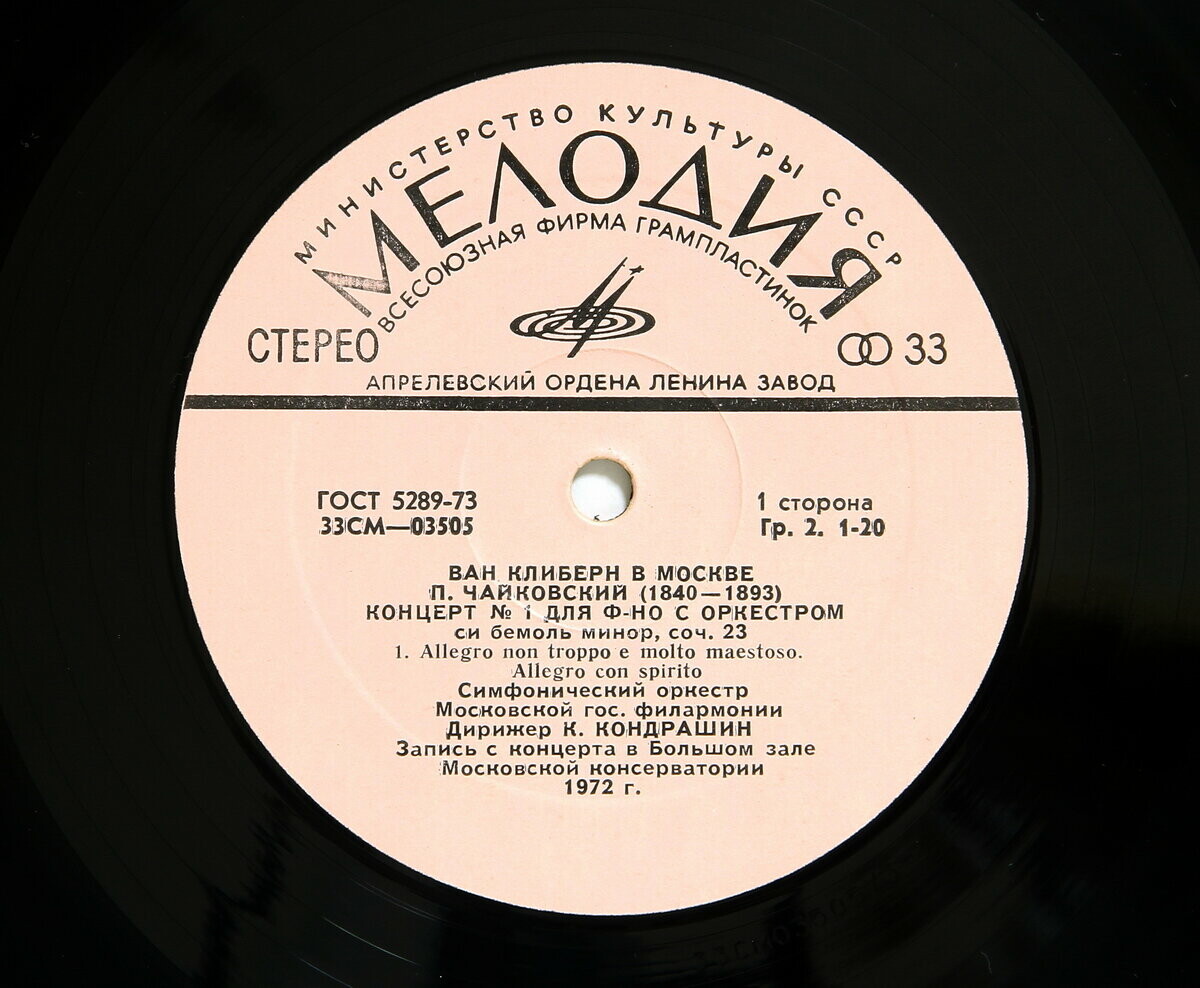 МИНИСТЕРСТВО КУЛЬТУРЫ СССР
МЕЛОДИЯ
ВСЕСОЮЗНАЯ ФИРМА ГРАМПЛАСТИНОК
СТЕРЕО
33
АПРЕЛЕВСКИЙ ОРДЕНА ЛЕНИНА ЗАВОД
ГОСТ 5289-73
1 сторона
33СМ—03505
Гр. 2. 1-20
ВАН КЛИБЕРН В МОСКВЕ
П. ЧАЙКОВСКИЙ (1840—1893)
КОНЦЕРТ № 1 ДЛЯ Ф-НО С ОРКЕСТРОМ
си бемоль минор, соч. 23
1. Allegro non troppo e molto maestoso.
Allegro con spirito
Симфонический оркестр
Московской гос. филармонии
Дирижер К. КОНДРАШИН
Запись с концерта в Большом зале
Московской консерватории
1972 г.